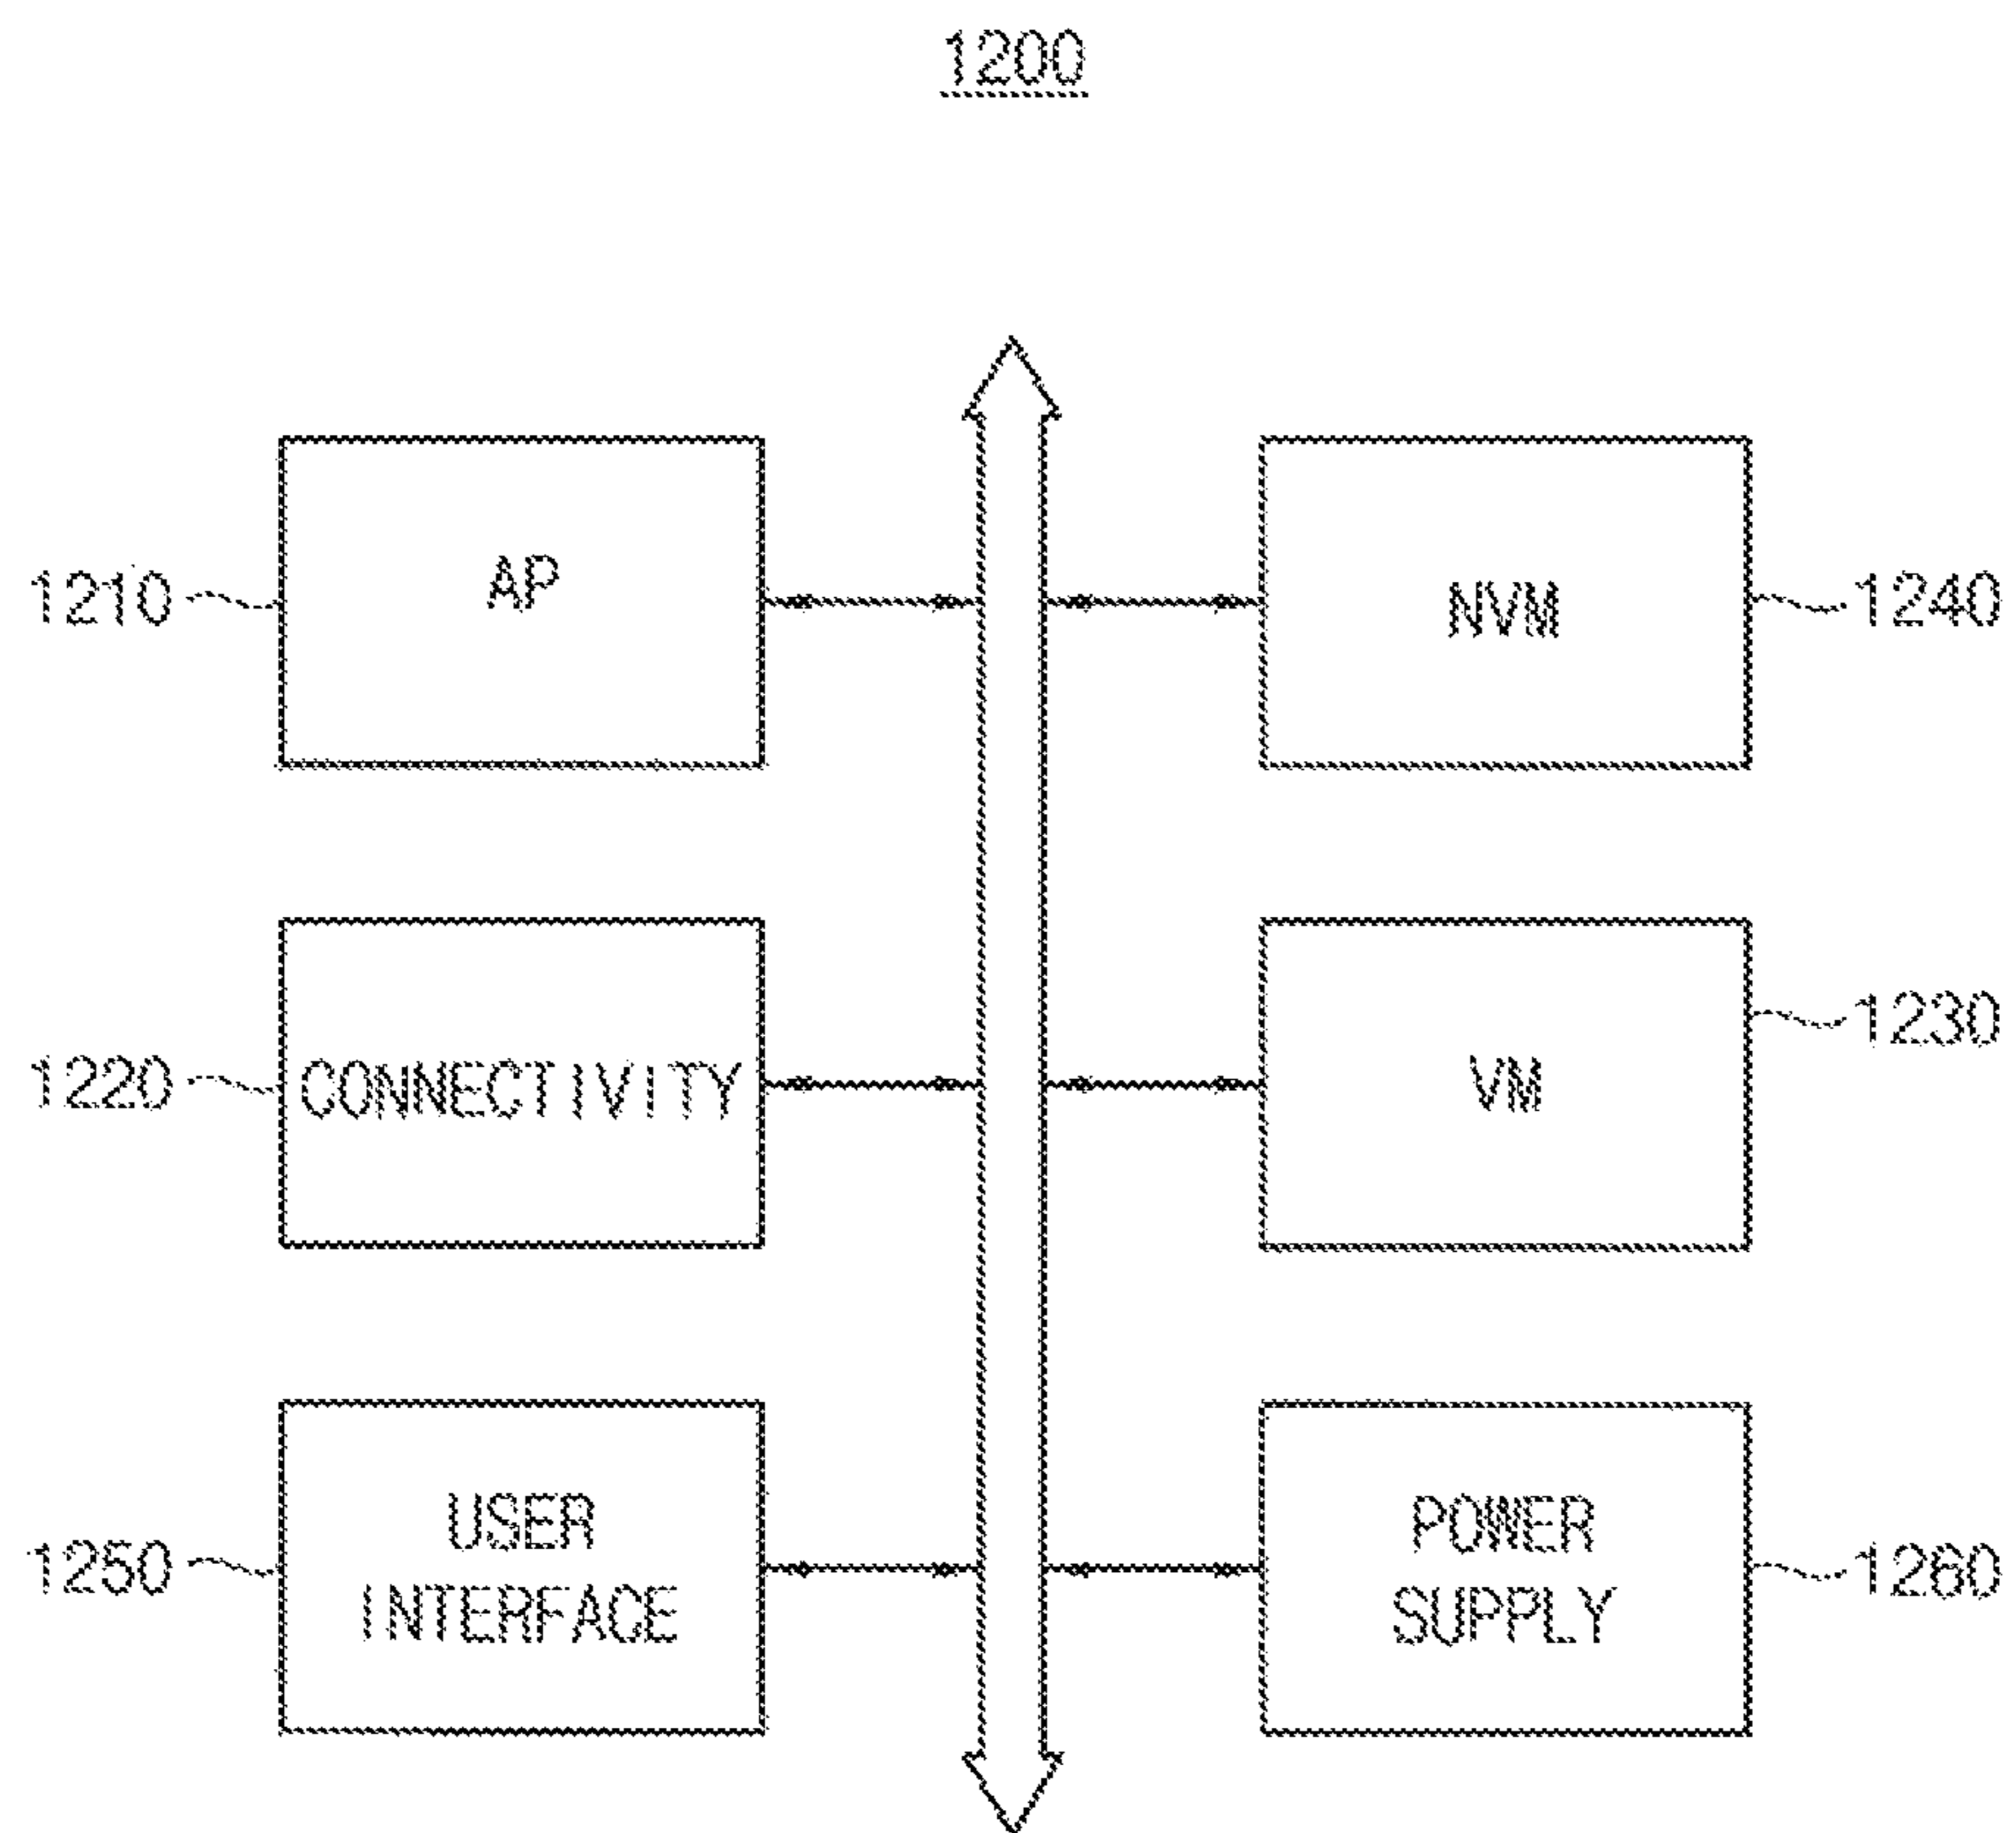 1200
1210
AP
NVM
1240
1220
CONNECTIVITY
VM
1230
1250
USER
INTERFACE
POWER
SUPPLY
1260